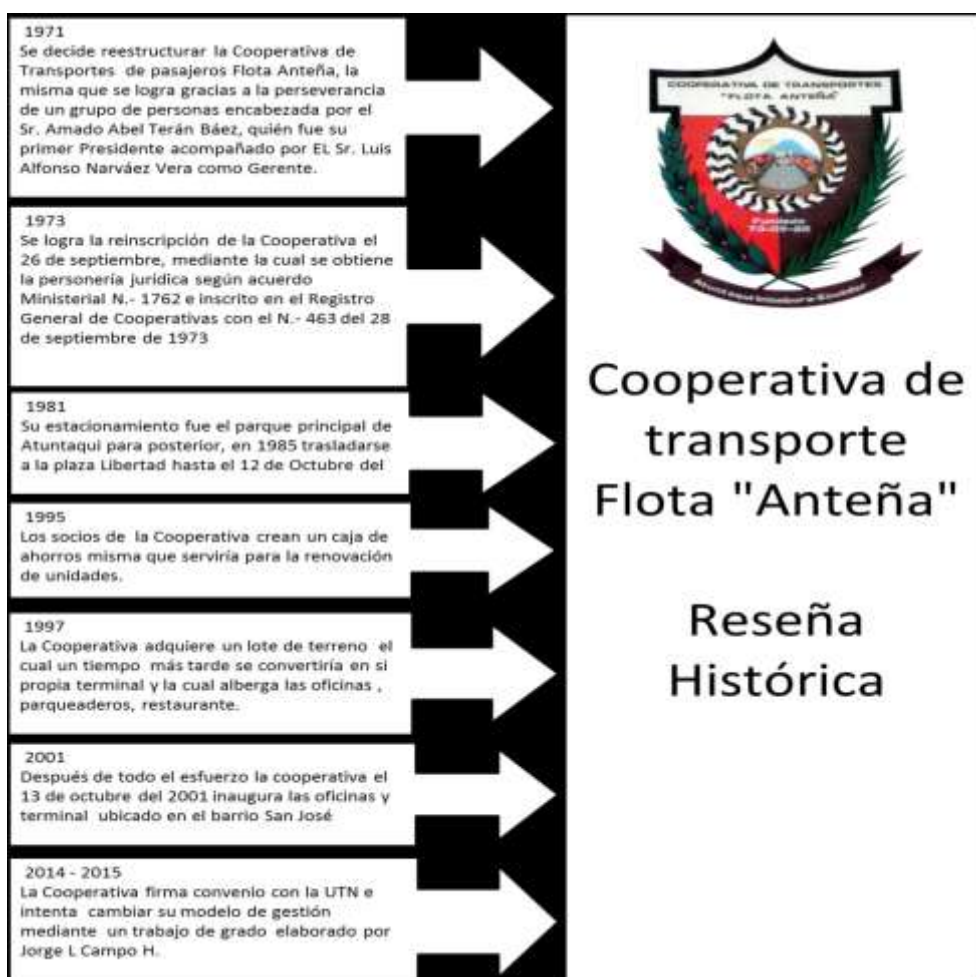 1971
Se decide reestructurar la Cooperativa de
Transportes de pasajeros Flota Anteña, la
misma que se logra gracias a la perseverancia
de un grupo de personas encabezada por el
Sr. Amado Abel Terán Báez, quién fue su
primer Presidente acompañado por EL Sr. Luis
Alfonso Narváez Vera como Gerente.
1973
Se logra la reinscripción de la Cooperativa el
26 de septiembre, mediante la cual se obtiene
la personería jurídica según acuerdo
Ministerial N.- 1762 e inscrito en el Registro
General de Cooperativas con el N.- 463 del 28
de septiembre de 1973
1981
Su estacionamiento fue el parque principal de
Atuntaqui para posterior, en 1985 trasladarse
a la plaza Libertad hasta el 12 de Octubre del
1995
Los socios de la Cooperativa crean un caja de
ahorros misma que serviría para la renovación
de unidades.
1997
La Cooperativa adquiere un lote de terreno el
cual un tiempo más tarde se convertiría en si
propia terminal y la cual alberga las oficinas ,
parqueaderos, restaurante.
2001
Después de todo el esfuerzo la cooperativa el
13 de octubre del 2001 inaugura las oficinas y
terminal ubicado en el barrio San José
2014 - 2015
La Cooperativa firma convenio con la UTN e
intenta cambiar su modelo de gestión
mediante un trabajo de grado elaborado por
Jorge L Campo H.
COOPERATIVA DE TRANSPORTES
"FLOTA ANTEÑA"
Cooperativa de
transporte
Flota "Anteña"
Reseña
Histórica